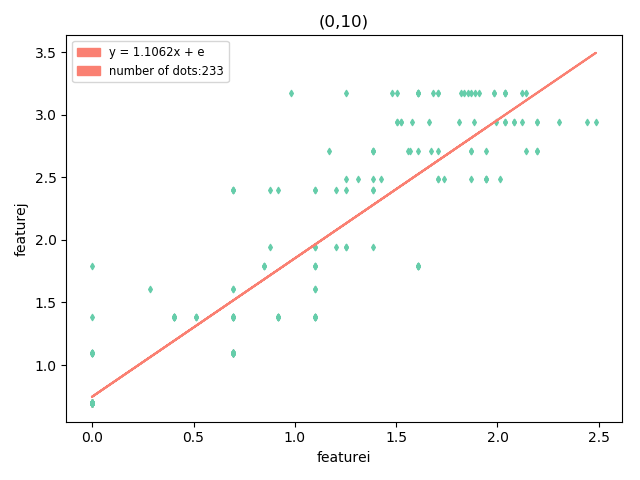 (0,10)
y = 1.1062x + e
number of dots:233
3.5
3.0
2.5
2.0
1.5
1.0
featurej
0.0 0.5 1.0 1.5 2.0 2.5
featurei